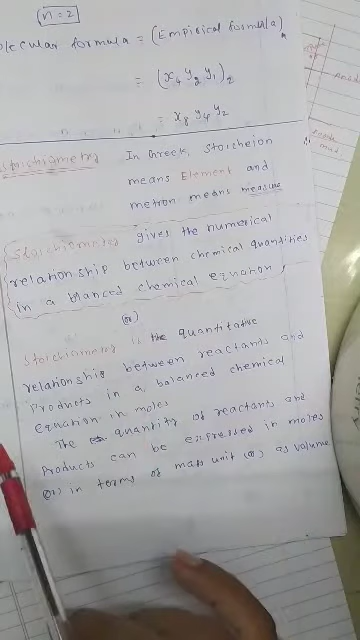 n = 2
Molecular formula = (Empirical formula)n
= (x4 y2 y1)2
= x8 y4 y2
Stoichiometry In Greek, Stoicheion
means Element and
metron means measure
Stoichiometry gives the numerical
relationship between chemical quantities
in a blanced chemical equation,
(or)
Stoichiometry is the quantitative
relationship between reactants and
Products in a balanced chemical
equation in moles
The quantity of reactants and
Products can be expressed in moles
(or) in terms of mass unit (or) as volume